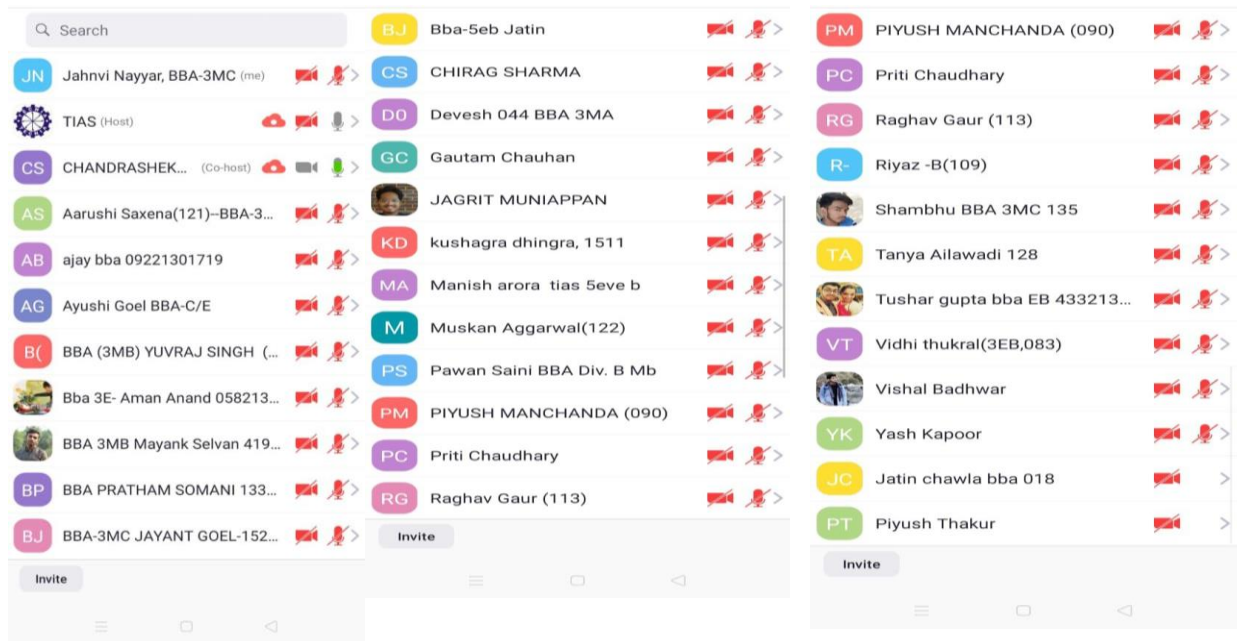 Search
JN Jahnvi Nayyar, BBA-3MC (me)
TIAS (Host)
CS CHANDRASHEK... (Co-host)
AS Aarushi Saxena(121)--BBA-3...
AB ajay bba 09221301719
AG Ayushi Goel BBA-C/E
B( BBA (3MB) YUVRAJ SINGH (...
Bba 3E- Aman Anand 058213...
BBA 3MB Mayank Selvan 419...
BP BBA PRATHAM SOMANI 133...
BJ BBA-3MC JAYANT GOEL-152...
Invite
BJ Bba-5eb Jatin
CS CHIRAG SHARMA
D0 Devesh 044 BBA 3MA
GC Gautam Chauhan
JAGRIT MUNIAPPAN
KD kushagra dhingra, 1511
MA Manish arora tias 5eve b
M Muskan Aggarwal(122)
PS Pawan Saini BBA Div. B Mb
PM PIYUSH MANCHANDA (090)
PC Priti Chaudhary
RG Raghav Gaur (113)
Invite
PM PIYUSH MANCHANDA (090)
PC Priti Chaudhary
RG Raghav Gaur (113)
R- Riyaz -B(109)
Shambhu BBA 3MC 135
TA Tanya Ailawadi 128
Tushar gupta bba EB 433213...
VT Vidhi thukral(3EB,083)
Vishal Badhwar
YK Yash Kapoor
JC Jatin chawla bba 018
PT Piyush Thakur
Invite